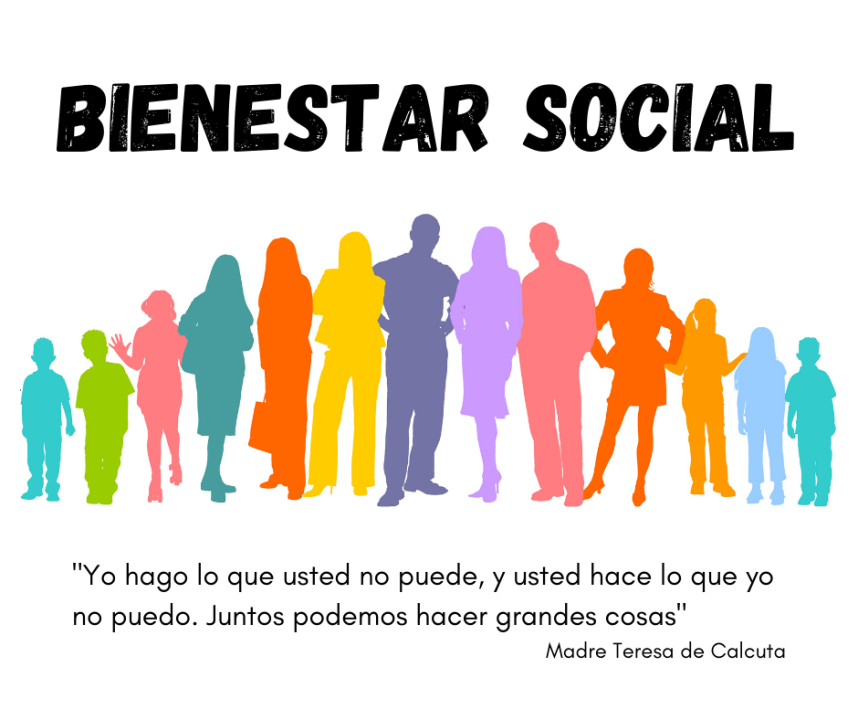 BIENESTAR SOCIAL
"Yo hago lo que usted no puede, y usted hace lo que yo
no puedo. Juntos podemos hacer grandes cosas"
Madre Teresa de Calcuta